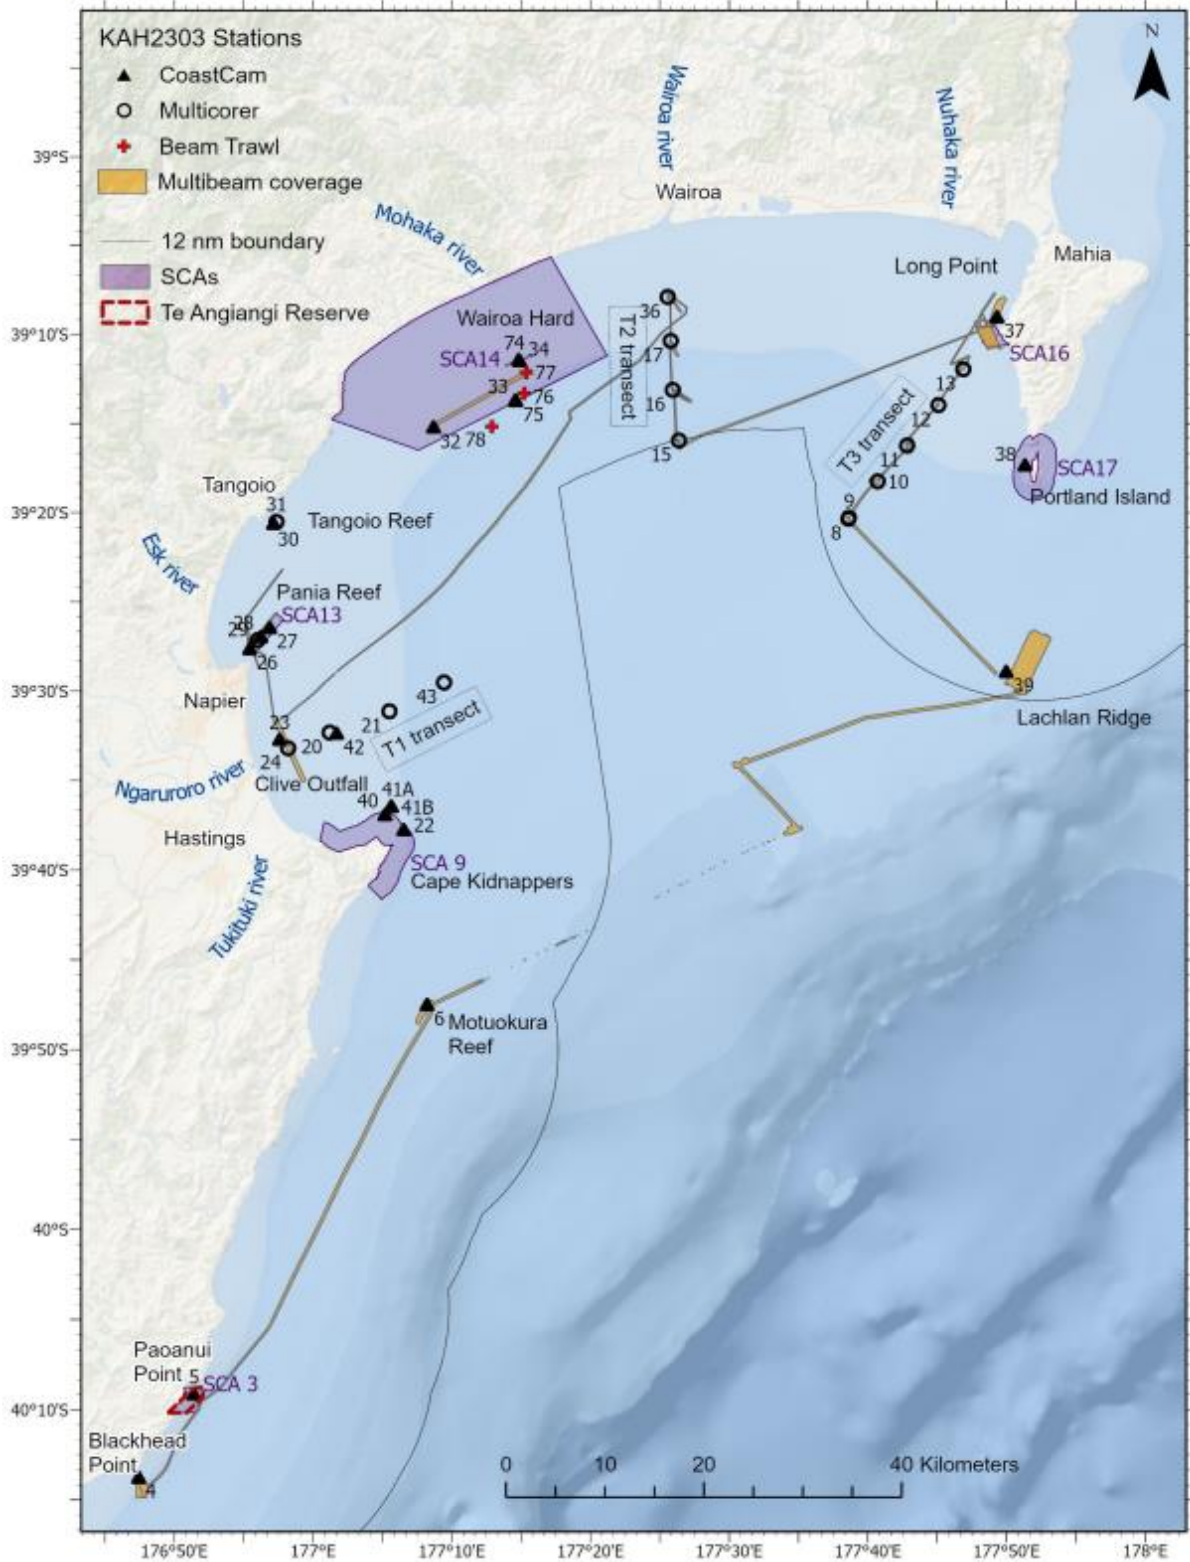 KAH2303 Stations
CoastCam
Multicorer
Beam Trawl
Multibeam coverage
12 nm boundary
SCAs
Te Angiangi Reserve
N
Wairoa river
Nuhaka river
Wairoa
Mohaka river
Mahia
Long Point
39°S
39°10'S
39°20'S
39°30'S
39°40'S
39°50'S
40°S
40°10'S
Wairoa Hard
SCA14
74
34
77
33
76
75
32
78
36
T2 transect
17
16
15
37
SCA16
13
12
T3 transect
11
10
9
8
38
SCA17
Portland Island
Tangoio
31
Tangoio Reef
30
Esk river
Pania Reef
SCA13
28
29
27
26
Napier
43
21
T1 transect
23
20
42
24
Clive Outfall
Ngaruroro river
41A
40
41B
22
Hastings
SCA 9
Cape Kidnappers
Tukituki river
39
Lachlan Ridge
6
Motuokura
Reef
Paoanui
Point
5
SCA 3
Blackhead
Point
4
0
10
20
40 Kilometers
176°50'E
177°E
177°10'E
177°20'E
177°30'E
177°40'E
177°50'E
178°E